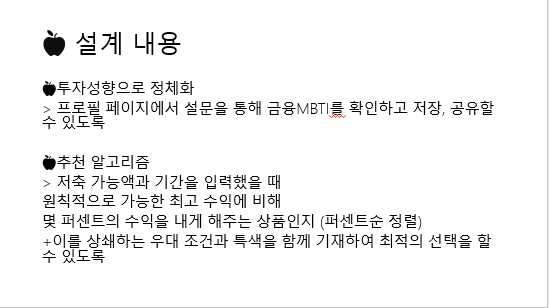 설계 내용
투자성향으로 정체화
> 프로필 페이지에서 설문을 통해 금융MBTI를 확인하고 저장, 공유할
수 있도록
추천 알고리즘
> 저축 가능액과 기간을 입력했을 때
원칙적으로 가능한 최고 수익에 비해
몇 퍼센트의 수익을 내게 해주는 상품인지 (퍼센트순 정렬)
+이를 상쇄하는 우대 조건과 특색을 함께 기재하여 최적의 선택을 할
수 있도록